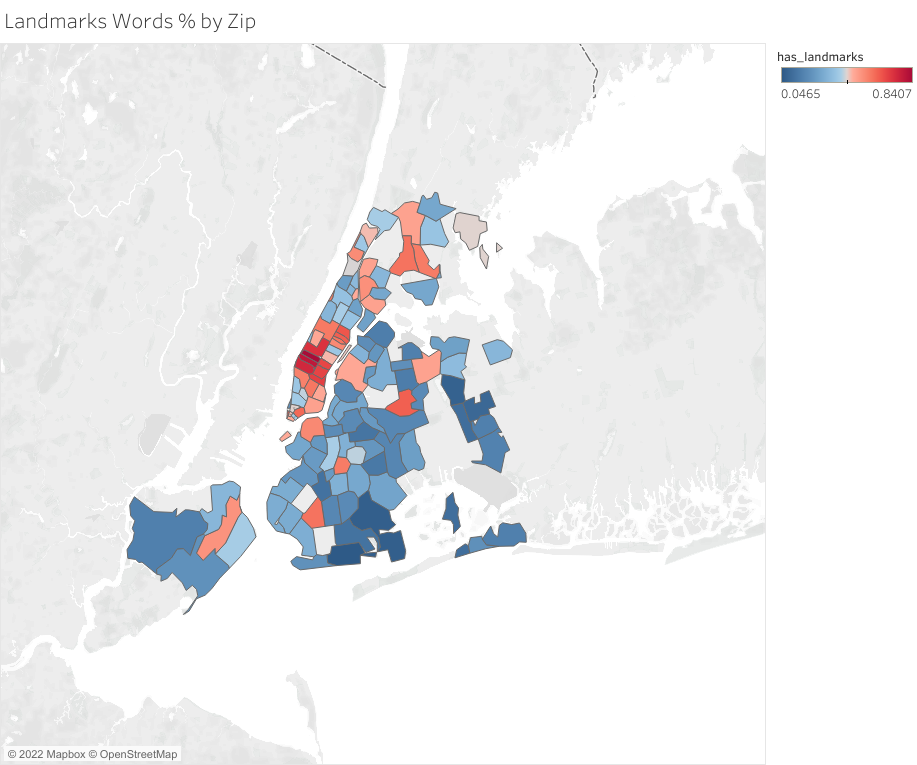 Landmarks Words % by Zip
has_landmarks
0.0465 0.8407
© 2022 Mapbox © OpenStreetMap